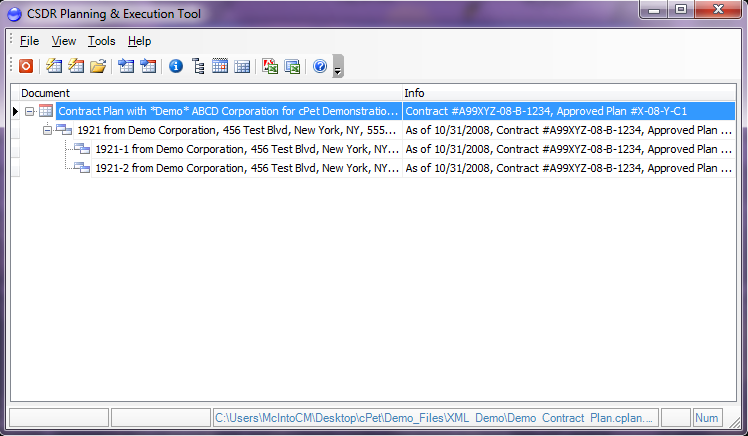 CSDR Planning & Execution Tool
File View Tools Help
Document Info
Contract Plan with *Demo* ABCD Corporation for cPet Demonstratio... Contract #A99XYZ-08-B-1234, Approved Plan #X-08-Y-C1
1921 from Demo Corporation, 456 Test Blvd, New York, NY, 555... As of 10/31/2008, Contract #A99XYZ-08-B-1234, Approved Plan ...
1921-1 from Demo Corporation, 456 Test Blvd, New York, NY... As of 10/31/2008, Contract #A99XYZ-08-B-1234, Approved Plan ...
1921-2 from Demo Corporation, 456 Test Blvd, New York, NY... As of 10/31/2008, Contract #A99XYZ-08-B-1234, Approved Plan ...
C:\Users\McIntoCM\Desktop\cPet\Demo_Files\XML_Demo\Demo_Contract_Plan.cplan.... Num